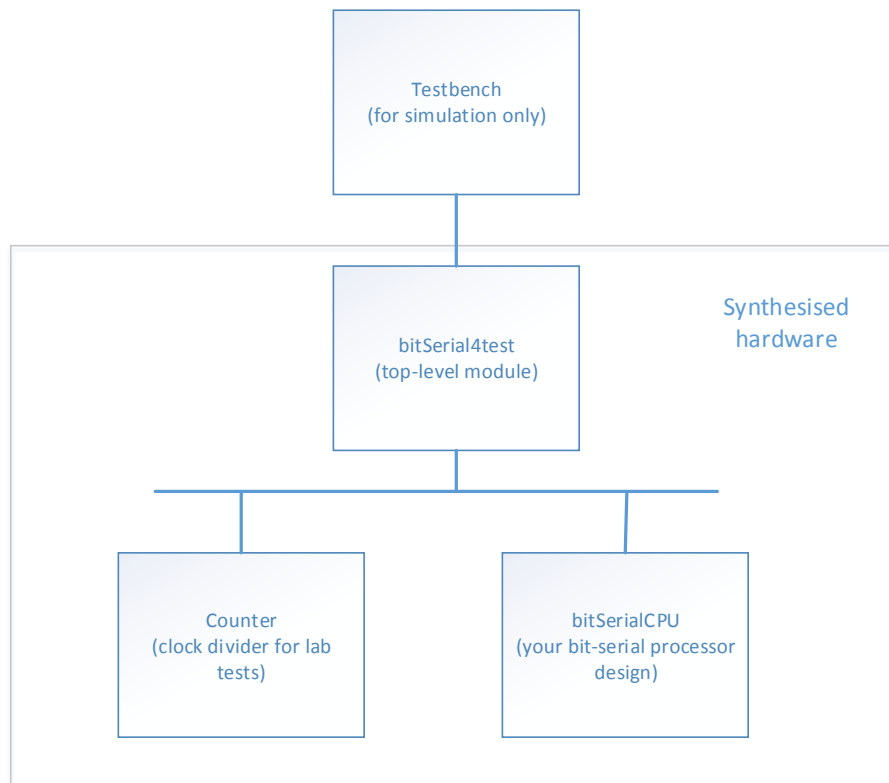 Testbench
(for simulation only)
Synthesised
hardware
bitSerial4test
(top-level module)
Counter
(clock divider for lab
tests)
bitSerialCPU
(your bit-serial processor
design)